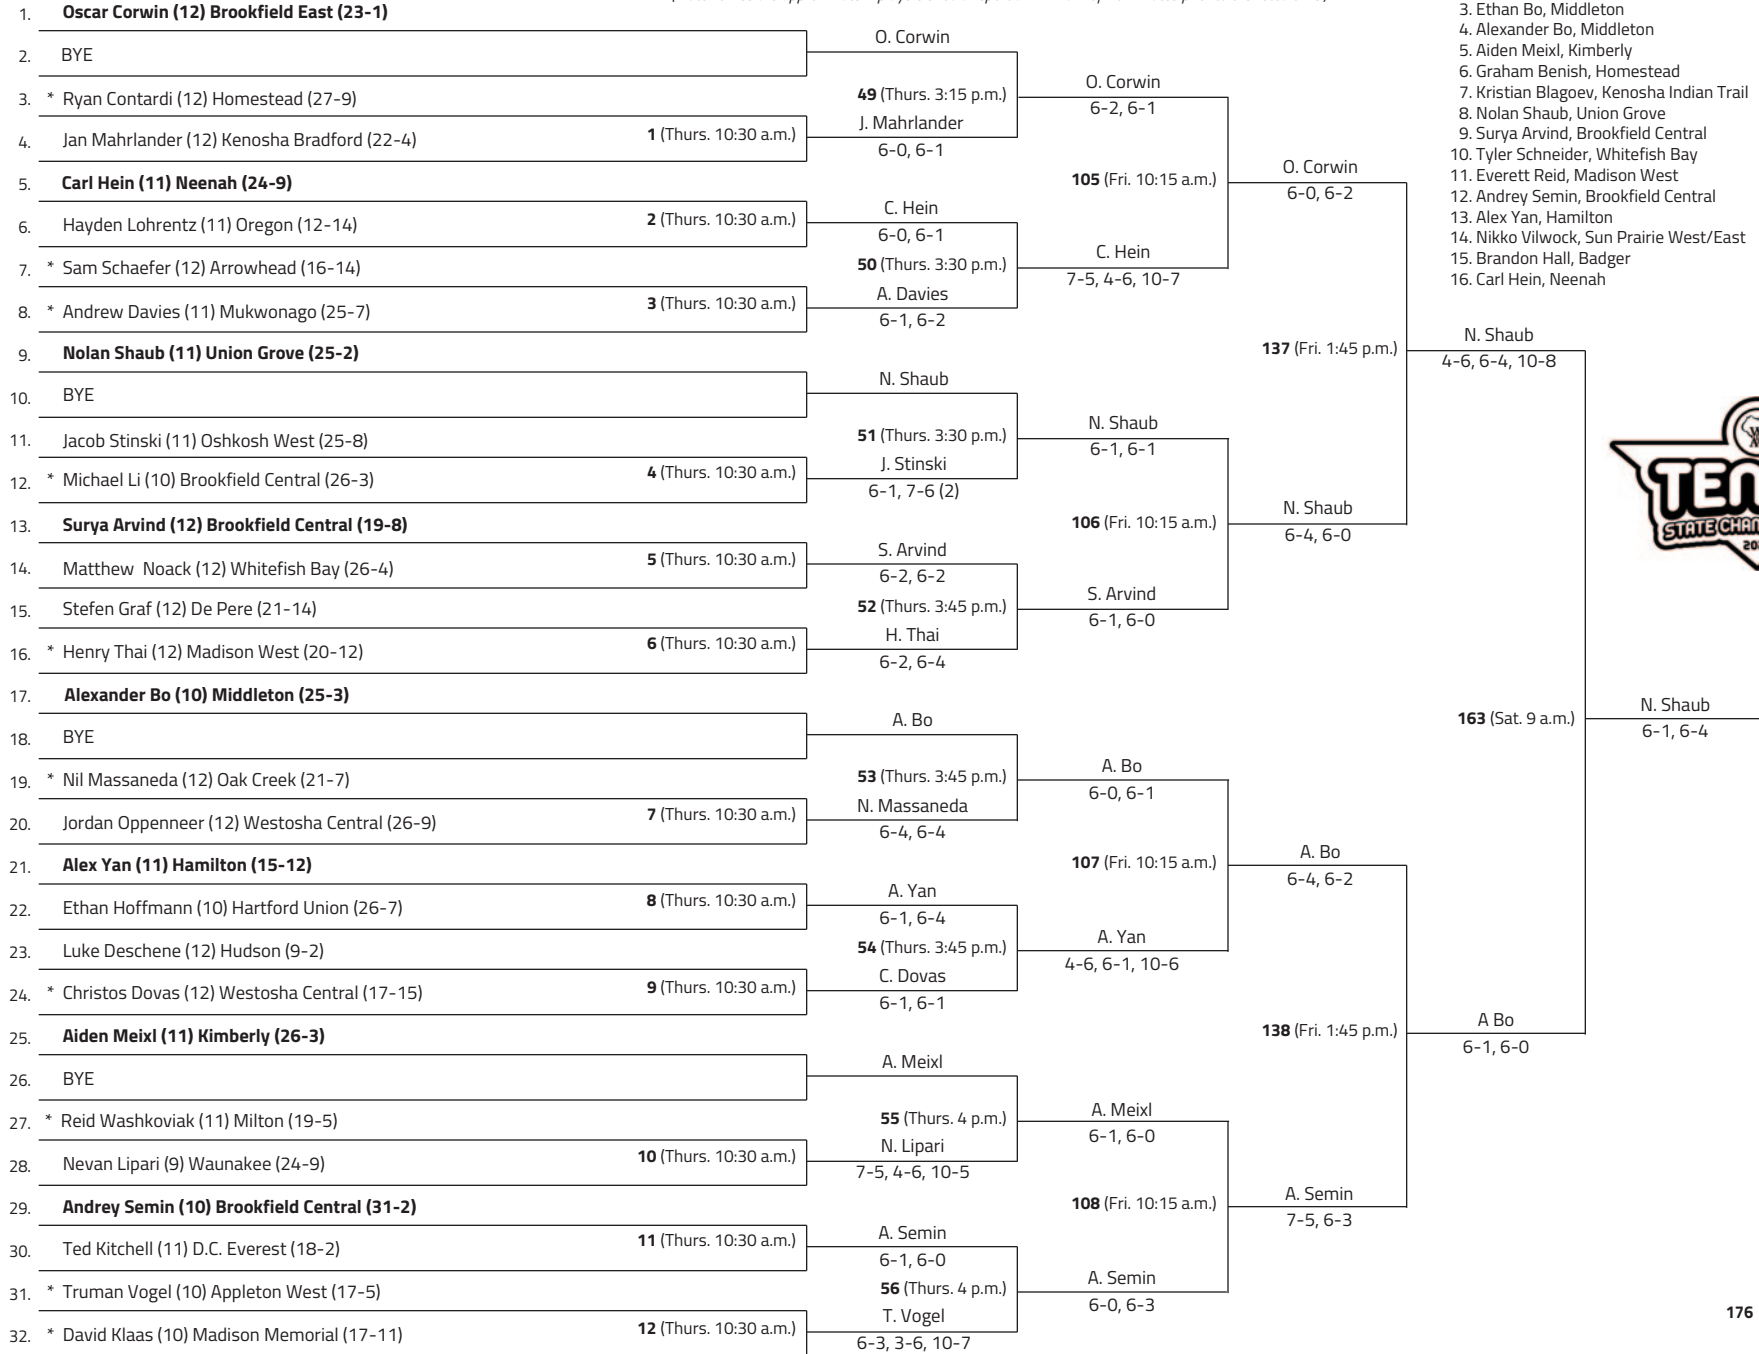 1. Oscar Corwin (12) Brookfield East (23-1)
2. BYE
3. * Ryan Contardi (12) Homestead (27-9)
4. Jan Mahrlander (12) Kenosha Bradford (22-4)
5. Carl Hein (11) Neenah (24-9)
6. Hayden Lohrentz (11) Oregon (12-14)
7. * Sam Schaefer (12) Arrowhead (16-14)
8. * Andrew Davies (11) Mukwonago (25-7)
9. Nolan Shaub (11) Union Grove (25-2)
10. BYE
11. Jacob Stinski (11) Oshkosh West (25-8)
12. * Michael Li (10) Brookfield Central (26-3)
13. Surya Arvind (12) Brookfield Central (19-8)
14. Matthew Noack (12) Whitefish Bay (26-4)
15. Stefen Graf (12) De Pere (21-14)
16. * Henry Thai (12) Madison West (20-12)
17. Alexander Bo (10) Middleton (25-3)
18. BYE
19. * Nil Massaneda (12) Oak Creek (21-7)
20. Jordan Oppenneer (12) Westosha Central (26-9)
21. Alex Yan (11) Hamilton (15-12)
22. Ethan Hoffmann (10) Hartford Union (26-7)
23. Luke Deschene (12) Hudson (9-2)
24. * Christos Dovas (12) Westosha Central (17-15)
25. Aiden Meixl (11) Kimberly (26-3)
26. BYE
27. * Reid Washkoviak (11) Milton (19-5)
28. Nevan Lipari (9) Waunakee (24-9)
29. Andrey Semin (10) Brookfield Central (31-2)
30. Ted Kitchell (11) D.C. Everest (18-2)
31. * Truman Vogel (10) Appleton West (17-5)
32. * David Klaas (10) Madison Memorial (17-11)
1 (Thurs. 10:30 a.m.)
2 (Thurs. 10:30 a.m.)
3 (Thurs. 10:30 a.m.)
4 (Thurs. 10:30 a.m.)
5 (Thurs. 10:30 a.m.)
6 (Thurs. 10:30 a.m.)
7 (Thurs. 10:30 a.m.)
8 (Thurs. 10:30 a.m.)
9 (Thurs. 10:30 a.m.)
10 (Thurs. 10:30 a.m.)
11 (Thurs. 10:30 a.m.)
12 (Thurs. 10:30 a.m.)
O. Corwin
49 (Thurs. 3:15 p.m.)
J. Mahrlander
6-0, 6-1
C. Hein
6-0, 6-1
50 (Thurs. 3:30 p.m.)
A. Davies
6-1, 6-2
N. Shaub
51 (Thurs. 3:30 p.m.)
J. Stinski
6-1, 7-6 (2)
S. Arvind
6-2, 6-2
52 (Thurs. 3:45 p.m.)
H. Thai
6-2, 6-4
A. Bo
53 (Thurs. 3:45 p.m.)
N. Massaneda
6-4, 6-4
A. Yan
6-1, 6-4
54 (Thurs. 3:45 p.m.)
C. Dovas
6-1, 6-1
A. Meixl
55 (Thurs. 4 p.m.)
N. Lipari
7-5, 4-6, 10-5
A. Semin
6-1, 6-0
56 (Thurs. 4 p.m.)
T. Vogel
6-3, 3-6, 10-7
O. Corwin
6-2, 6-1
105 (Fri. 10:15 a.m.)
C. Hein
7-5, 4-6, 10-7
N. Shaub
6-1, 6-1
106 (Fri. 10:15 a.m.)
S. Arvind
6-1, 6-0
A. Bo
6-0, 6-1
107 (Fri. 10:15 a.m.)
A. Yan
4-6, 6-1, 10-6
A. Meixl
6-1, 6-0
108 (Fri. 10:15 a.m.)
A. Semin
6-0, 6-3
O. Corwin
6-0, 6-2
137 (Fri. 1:45 p.m.)
N. Shaub
6-4, 6-0
A. Bo
6-4, 6-2
138 (Fri. 1:45 p.m.)
A. Semin
7-5, 6-3
N. Shaub
4-6, 6-4, 10-8
163 (Sat. 9 a.m.)
A Bo
6-1, 6-0
N. Shaub
6-1, 6-4
3. Ethan Bo, Middleton
4. Alexander Bo, Middleton
5. Aiden Meixl, Kimberly
6. Graham Benish, Homestead
7. Kristian Blagoev, Kenosha Indian Trail
8. Nolan Shaub, Union Grove
9. Surya Arvind, Brookfield Central
10. Tyler Schneider, Whitefish Bay
11. Everett Reid, Madison West
12. Andrey Semin, Brookfield Central
13. Alex Yan, Hamilton
14. Nikko Vilwock, Sun Prairie West/East
15. Brandon Hall, Badger
16. Carl Hein, Neenah
STATE
176